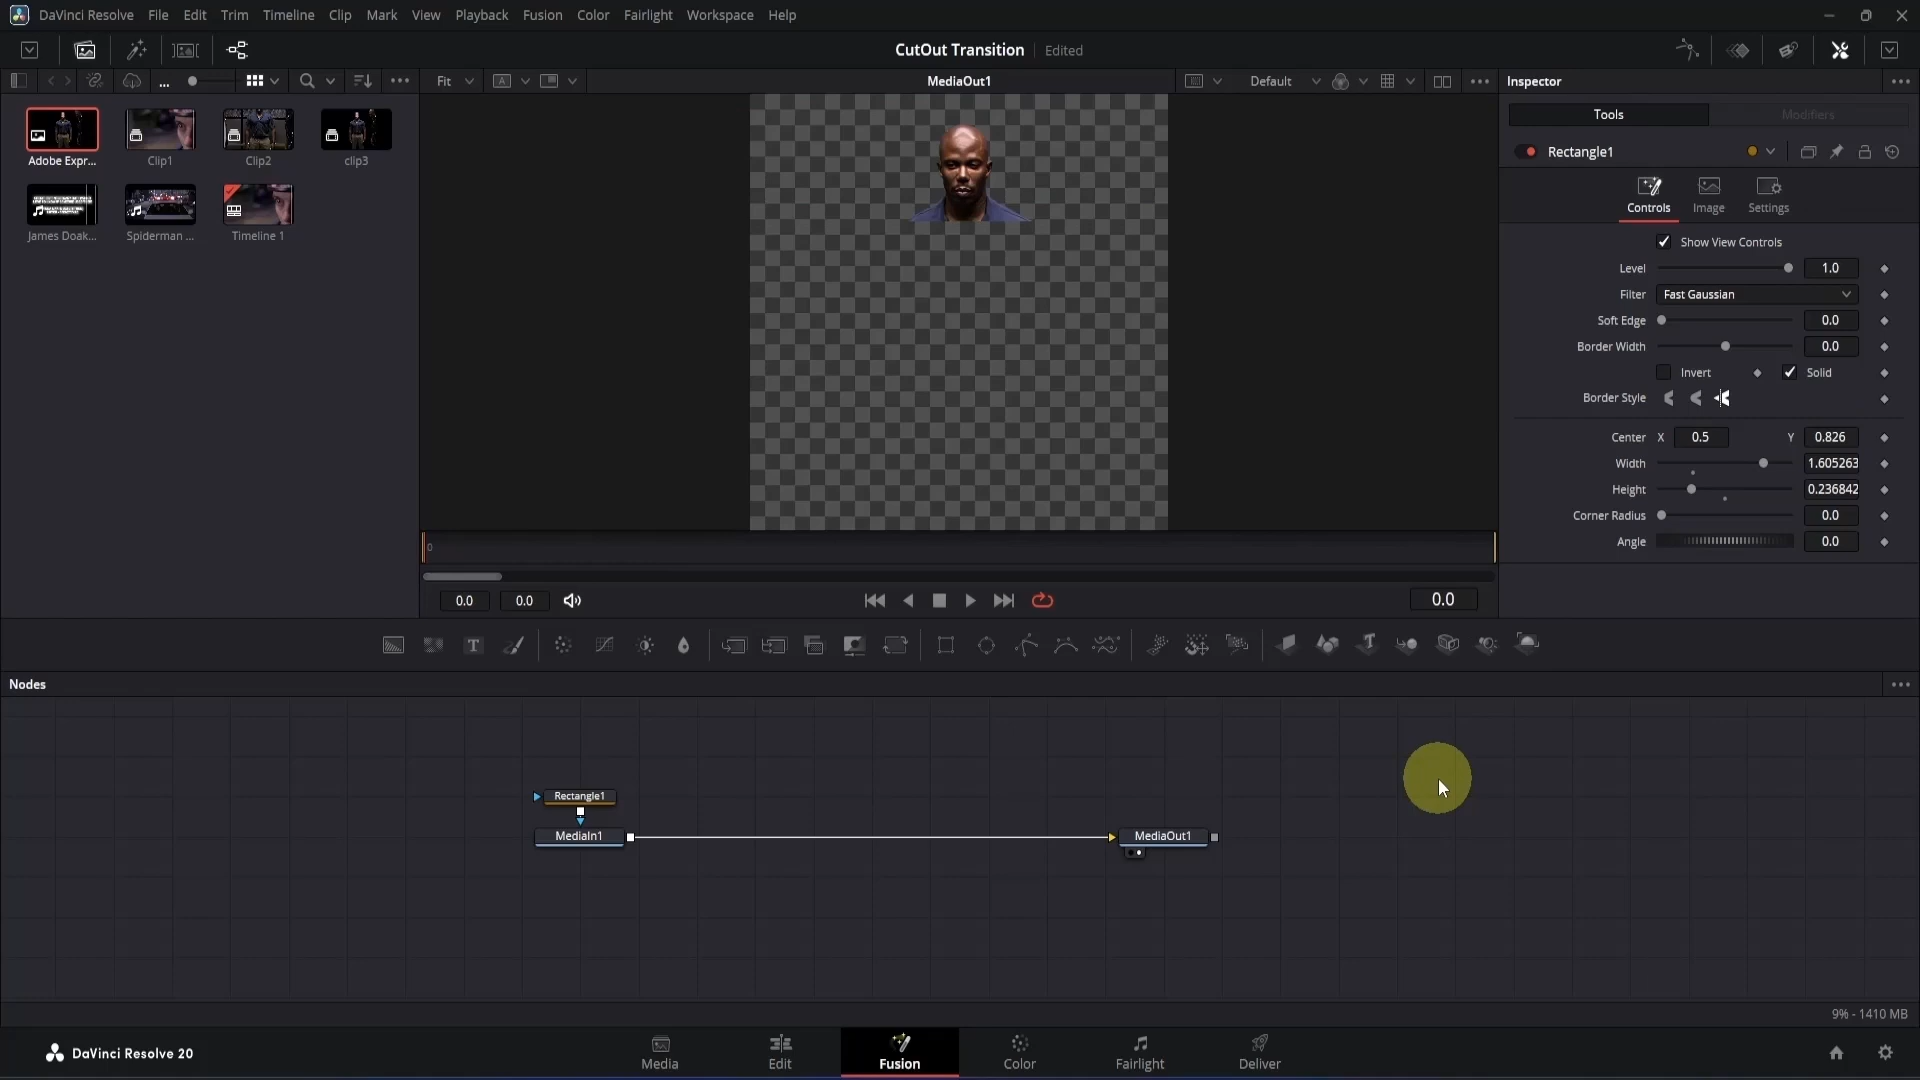 DaVinci Resolve File Edit Trim Timeline Clip Mark View Playback Fusion Color Fairlight Workspace Help
CutOut Transition Edited
... Fit A MediaOut1 Default Inspector
Tools Modifiers
Adobe Expr... Clip1 Clip2 clip3
Rectangle1
Controls Image Settings
James Doak... Spiderman ... Timeline 1
Show View Controls
Level 1.0
Filter Fast Gaussian
Soft Edge 0.0
Border Width 0.0
Invert Solid
Border Style
Center X 0.5 Y 0.826
Width 1.605263
Height 0.236842
Corner Radius 0.0
Angle 0.0
0
0.0 0.0 0.0
T
Nodes
Rectangle1
MediaIn1 MediaOut1
9% - 1410 MB
DaVinci Resolve 20 Media Edit Fusion Color Fairlight Deliver